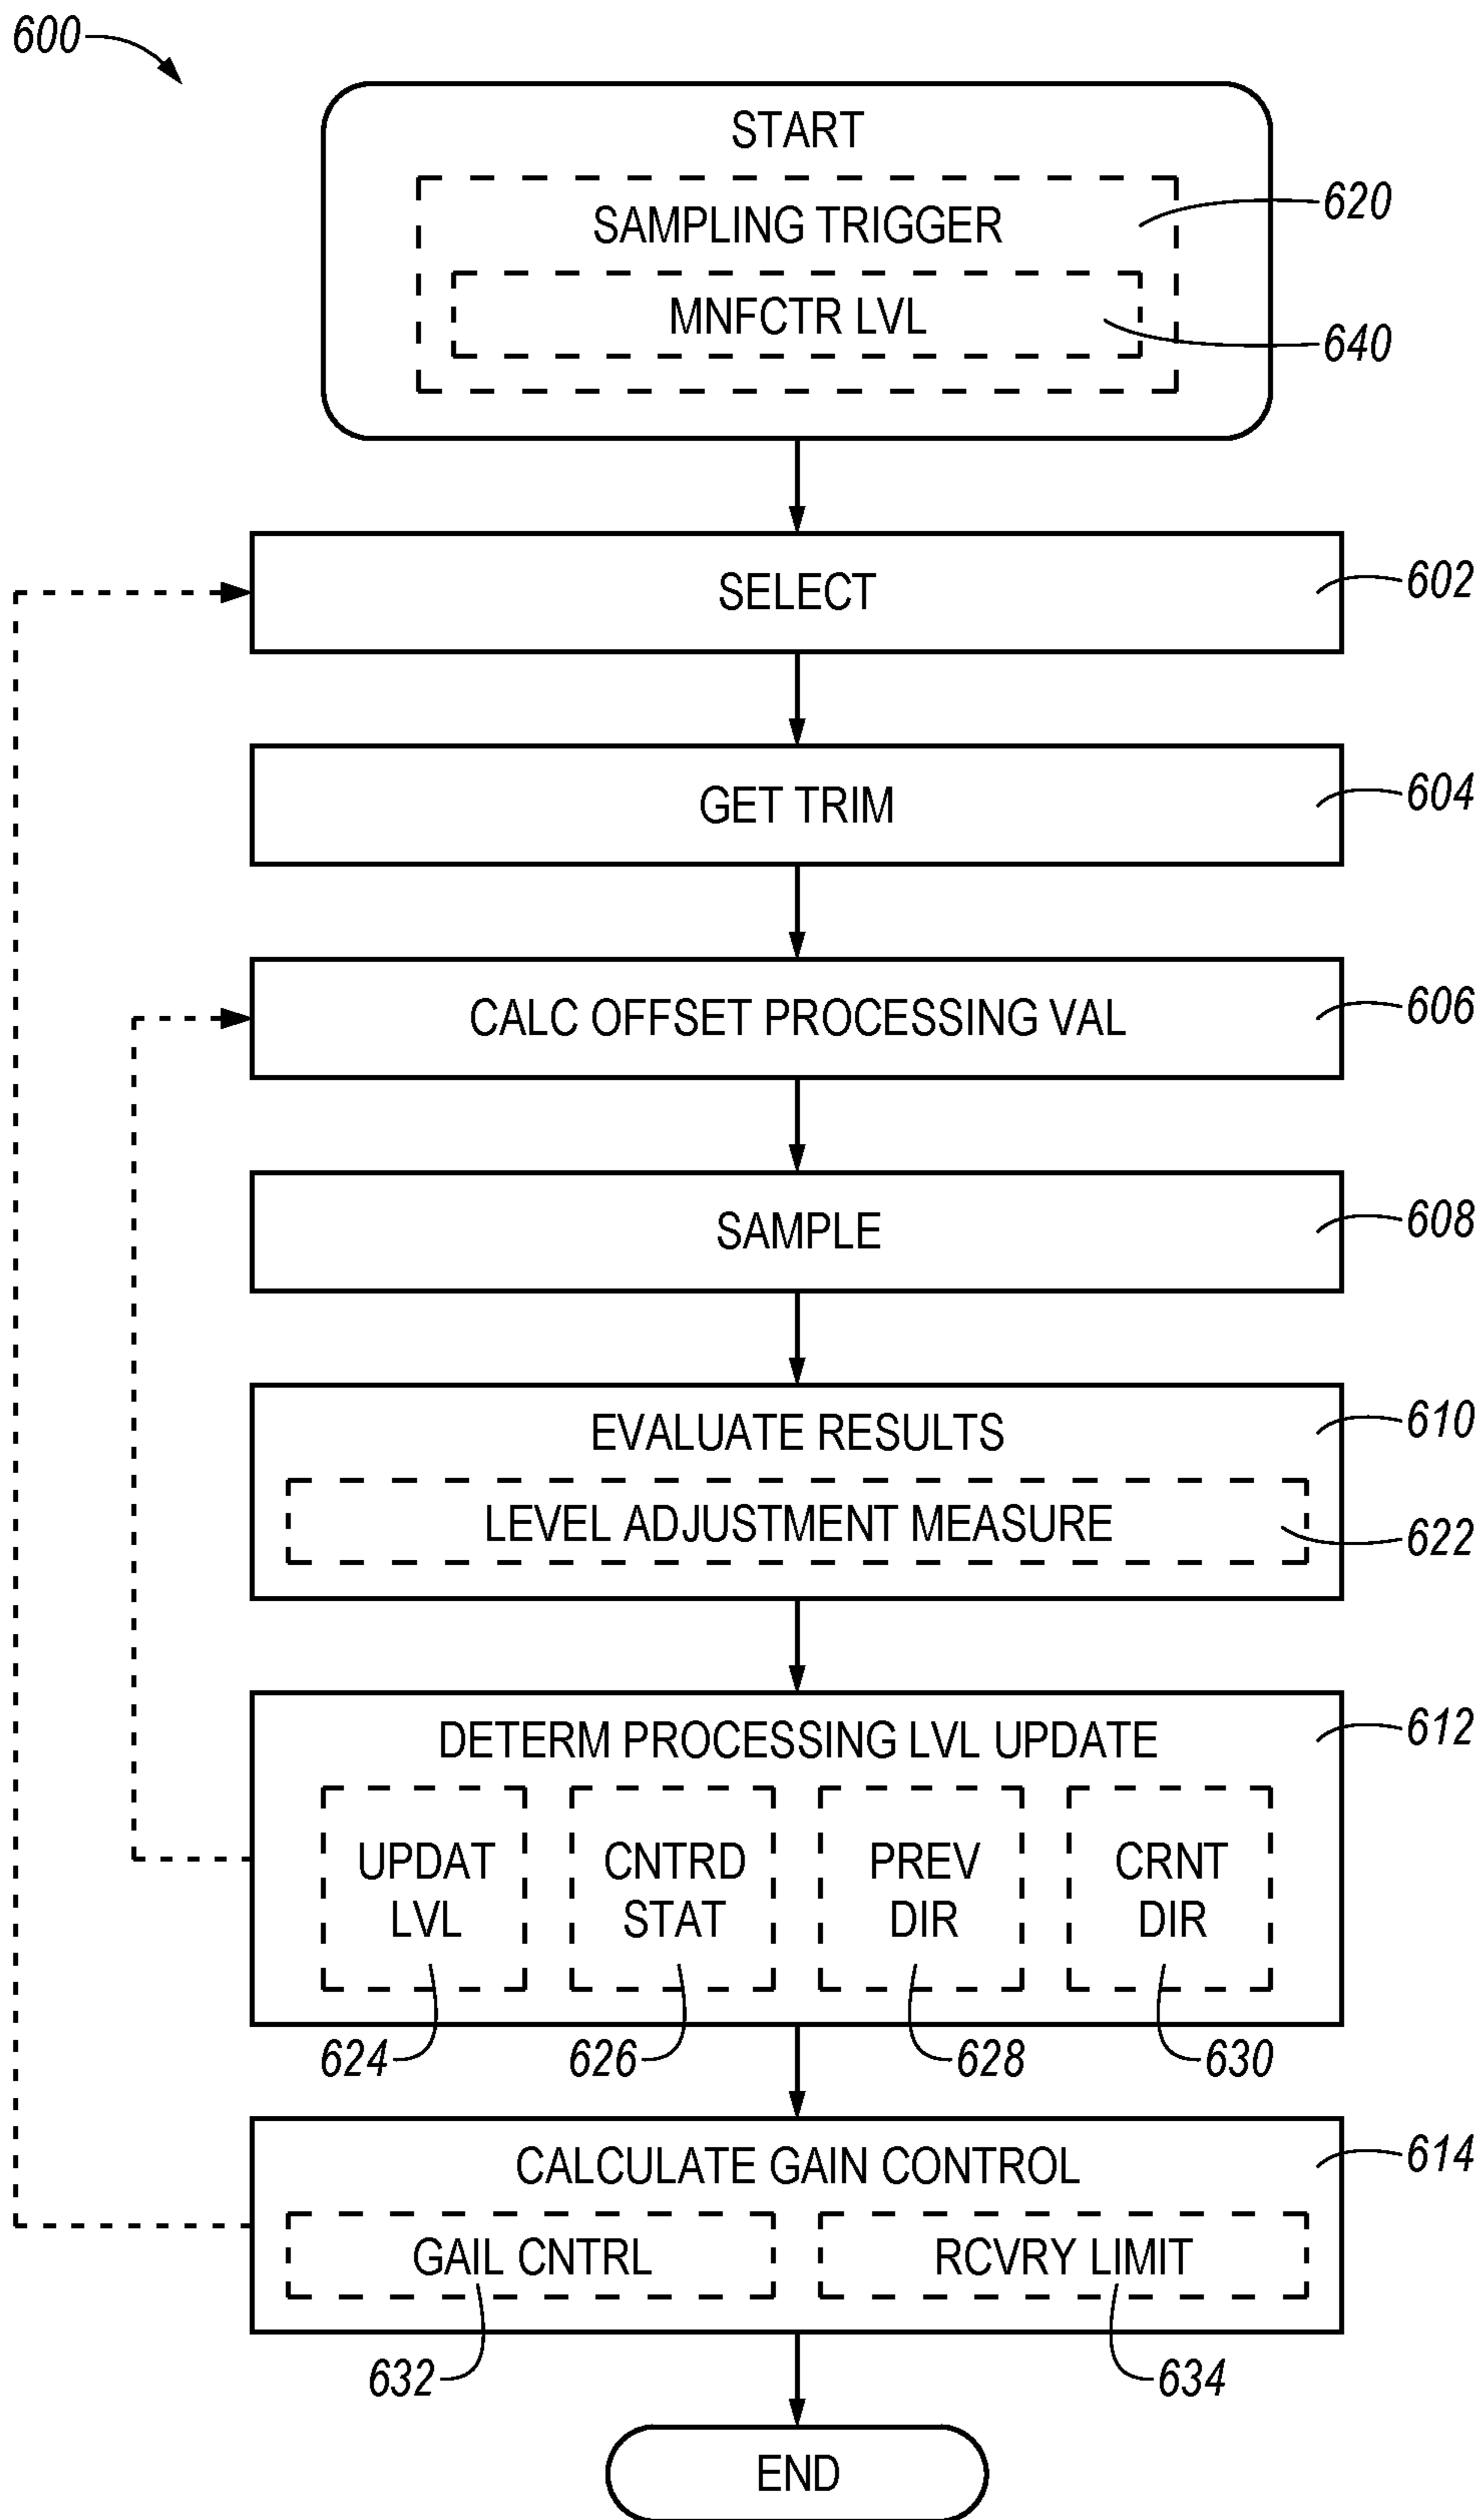 600
START
SAMPLING TRIGGER
620
MNFCTR LVL
640
SELECT
602
GET TRIM
604
CALC OFFSET PROCESSING VAL
606
SAMPLE
608
EVALUATE RESULTS
610
LEVEL ADJUSTMENT MEASURE
622
DETERM PROCESSING LVL UPDATE
612
UPDAT
LVL
CNTRD
STAT
PREV
DIR
CRNT
DIR
624
626
628
630
CALCULATE GAIN CONTROL
614
GAIL CNTRL
RCVRY LIMIT
632
634
END